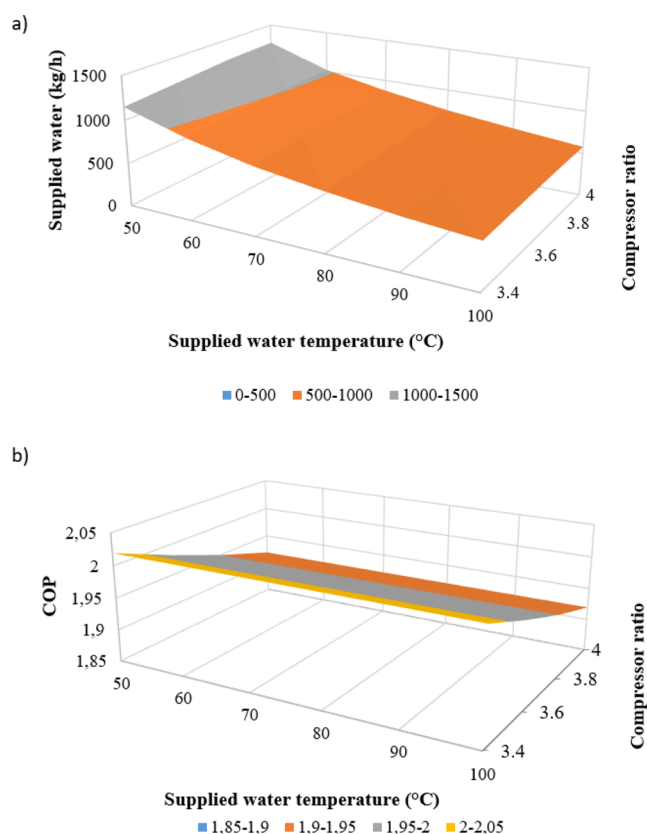 a)
Supplied water (kg/h)
1500
1000
500
0
50
60
70
80
90
100
3.4
3.6
3.8
4
Compressor ratio
Supplied water temperature (°C)
0-500 500-1000 1000-1500
b)
COP
2,05
2
1,95
1,9
1,85
50
60
70
80
90
100
3.4
3.6
3.8
4
Compressor ratio
Supplied water temperature (°C)
1,85-1,9 1,9-1,95 1,95-2 2-2,05